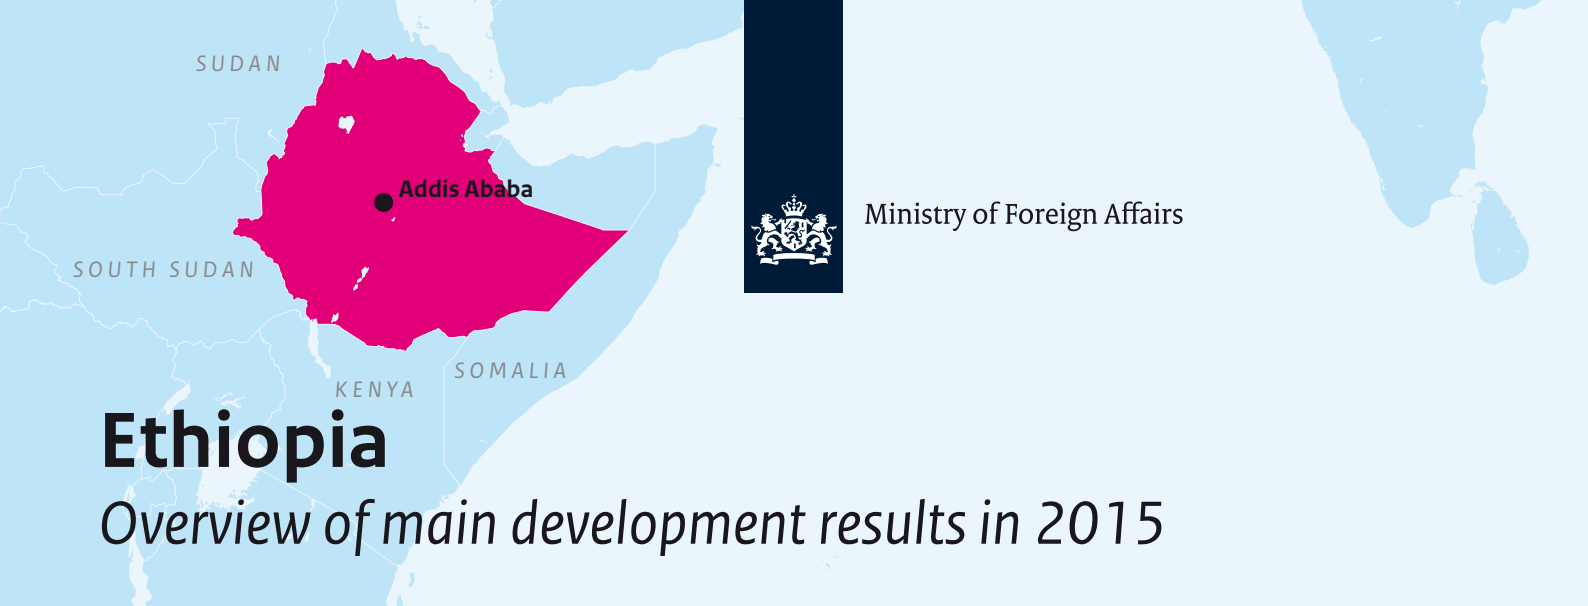 SUDAN
Addis Ababa
Ministry of Foreign Affairs
SOUTH SUDAN
SOMALIA
KENYA
Ethiopia
Overview of main development results in 2015